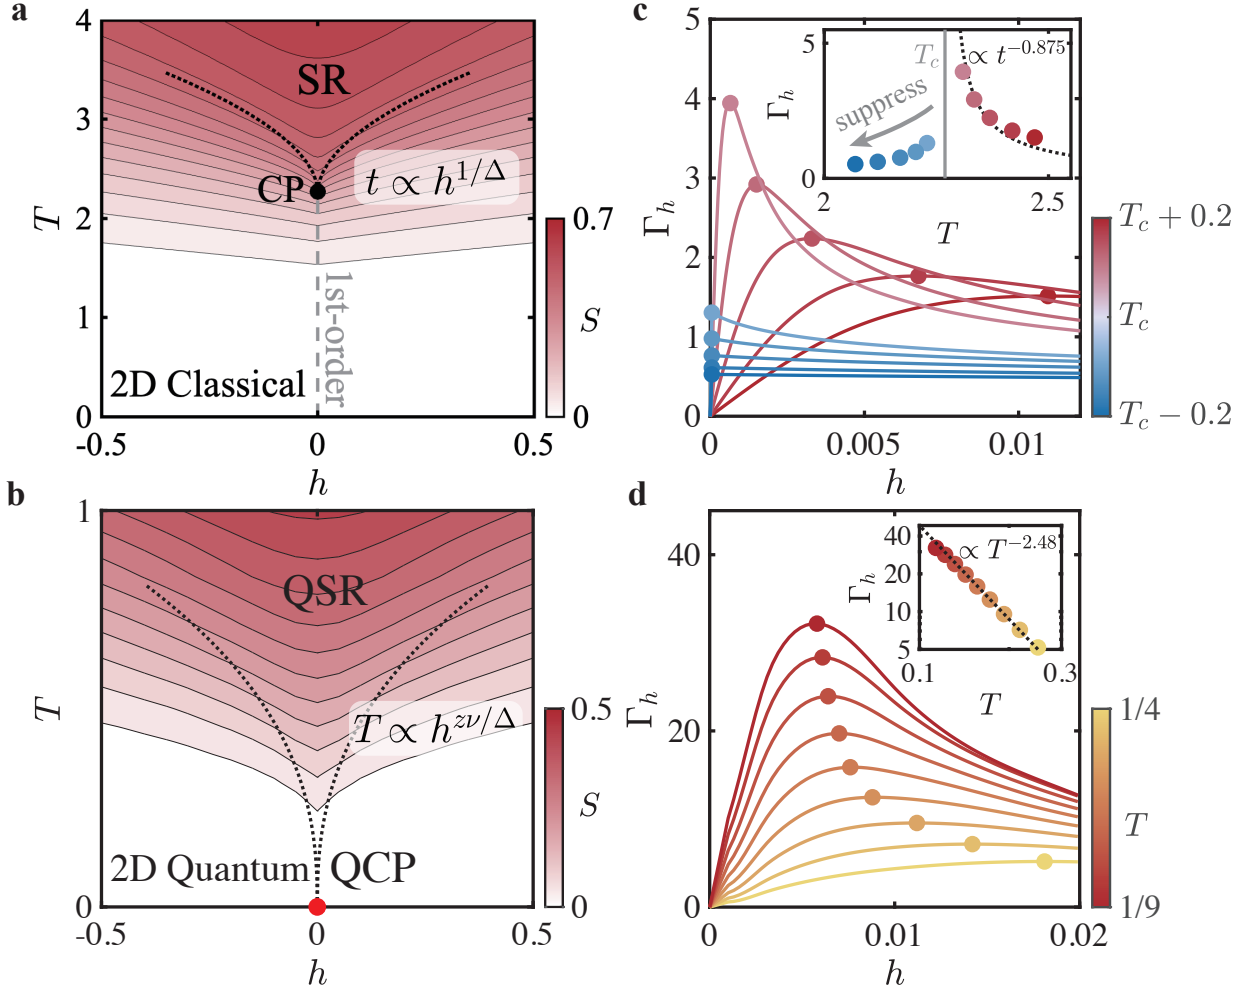 a
4
3
2
1
0
T
SR
CP
t ∝ h^{1/Δ}
1st-order
2D Classical
-0.5
0
0.5
h
0.7
S
0
b
1
0
T
QSR
T ∝ h^{zν/Δ}
2D Quantum
QCP
-0.5
0
0.5
h
0.5
S
0
c
5
4
3
2
1
0
Γ_h
0
0.005
0.01
h
5
0
Γ_h
T_c
∝ t^{-0.875}
suppress
2
2.5
T
T_c + 0.2
T_c
T_c − 0.2
d
40
20
0
Γ_h
0
0.01
0.02
h
40
20
10
5
Γ_h
∝ T^{-2.48}
0.1
0.3
T
1/4
T
1/9